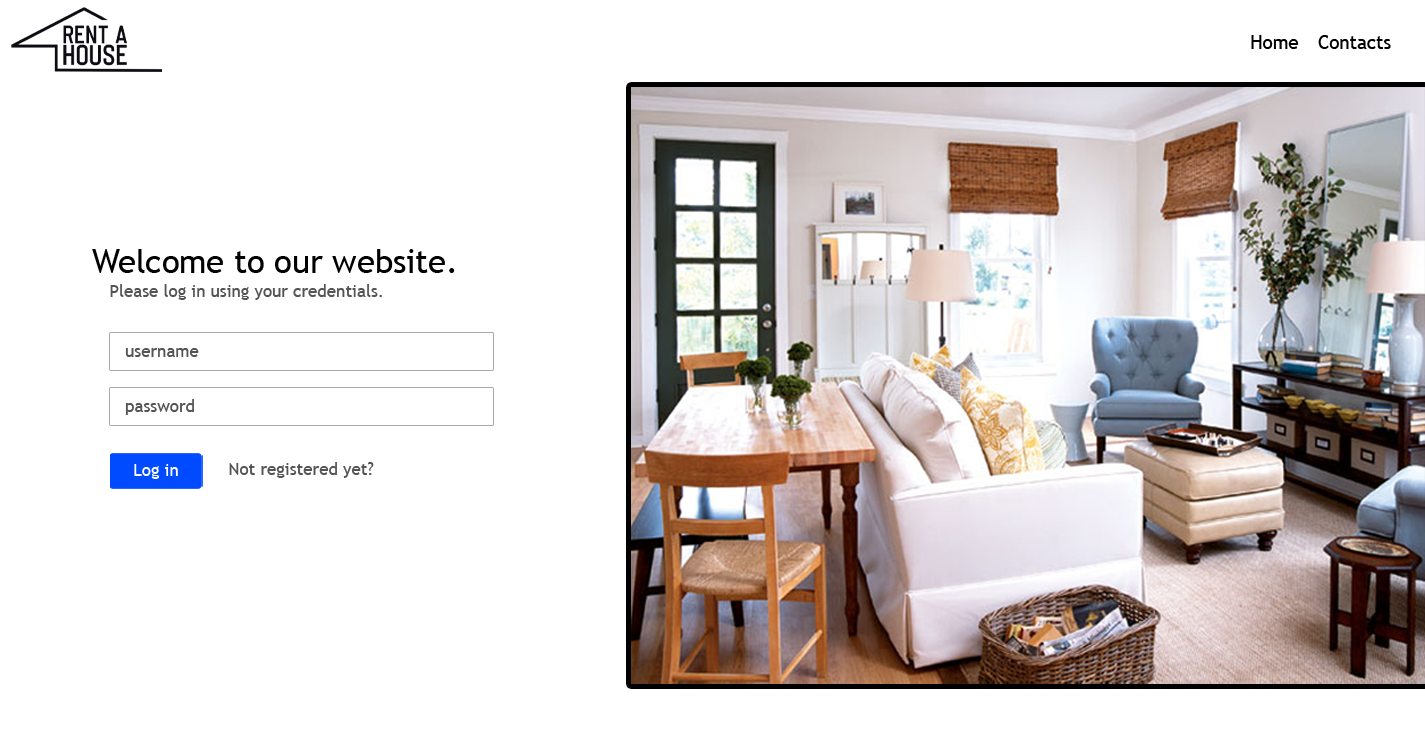 RENT A
HOUSE
Home Contacts
Welcome to our website.
Please log in using your credentials.
username
password
Log in Not registered yet?